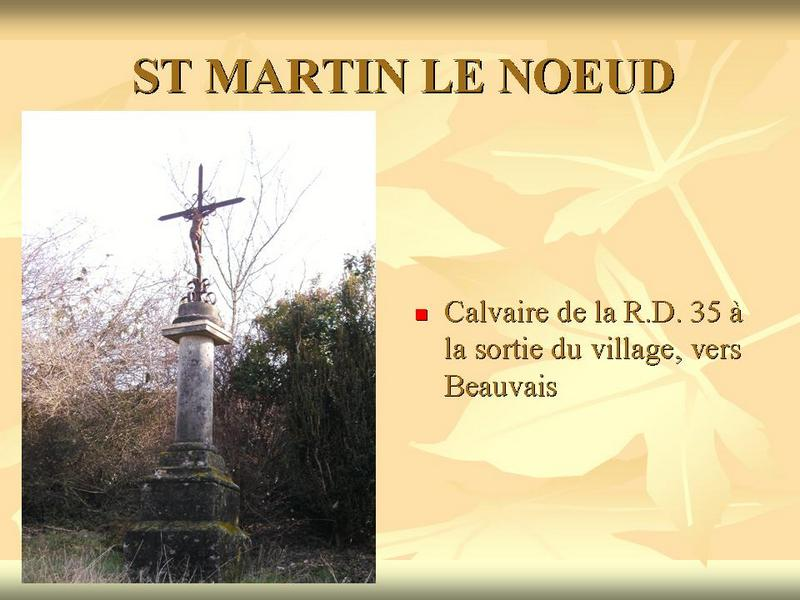 ST MARTIN LE NOEUD
Calvaire de la R.D. 35 à
la sortie du village, vers
Beauvais